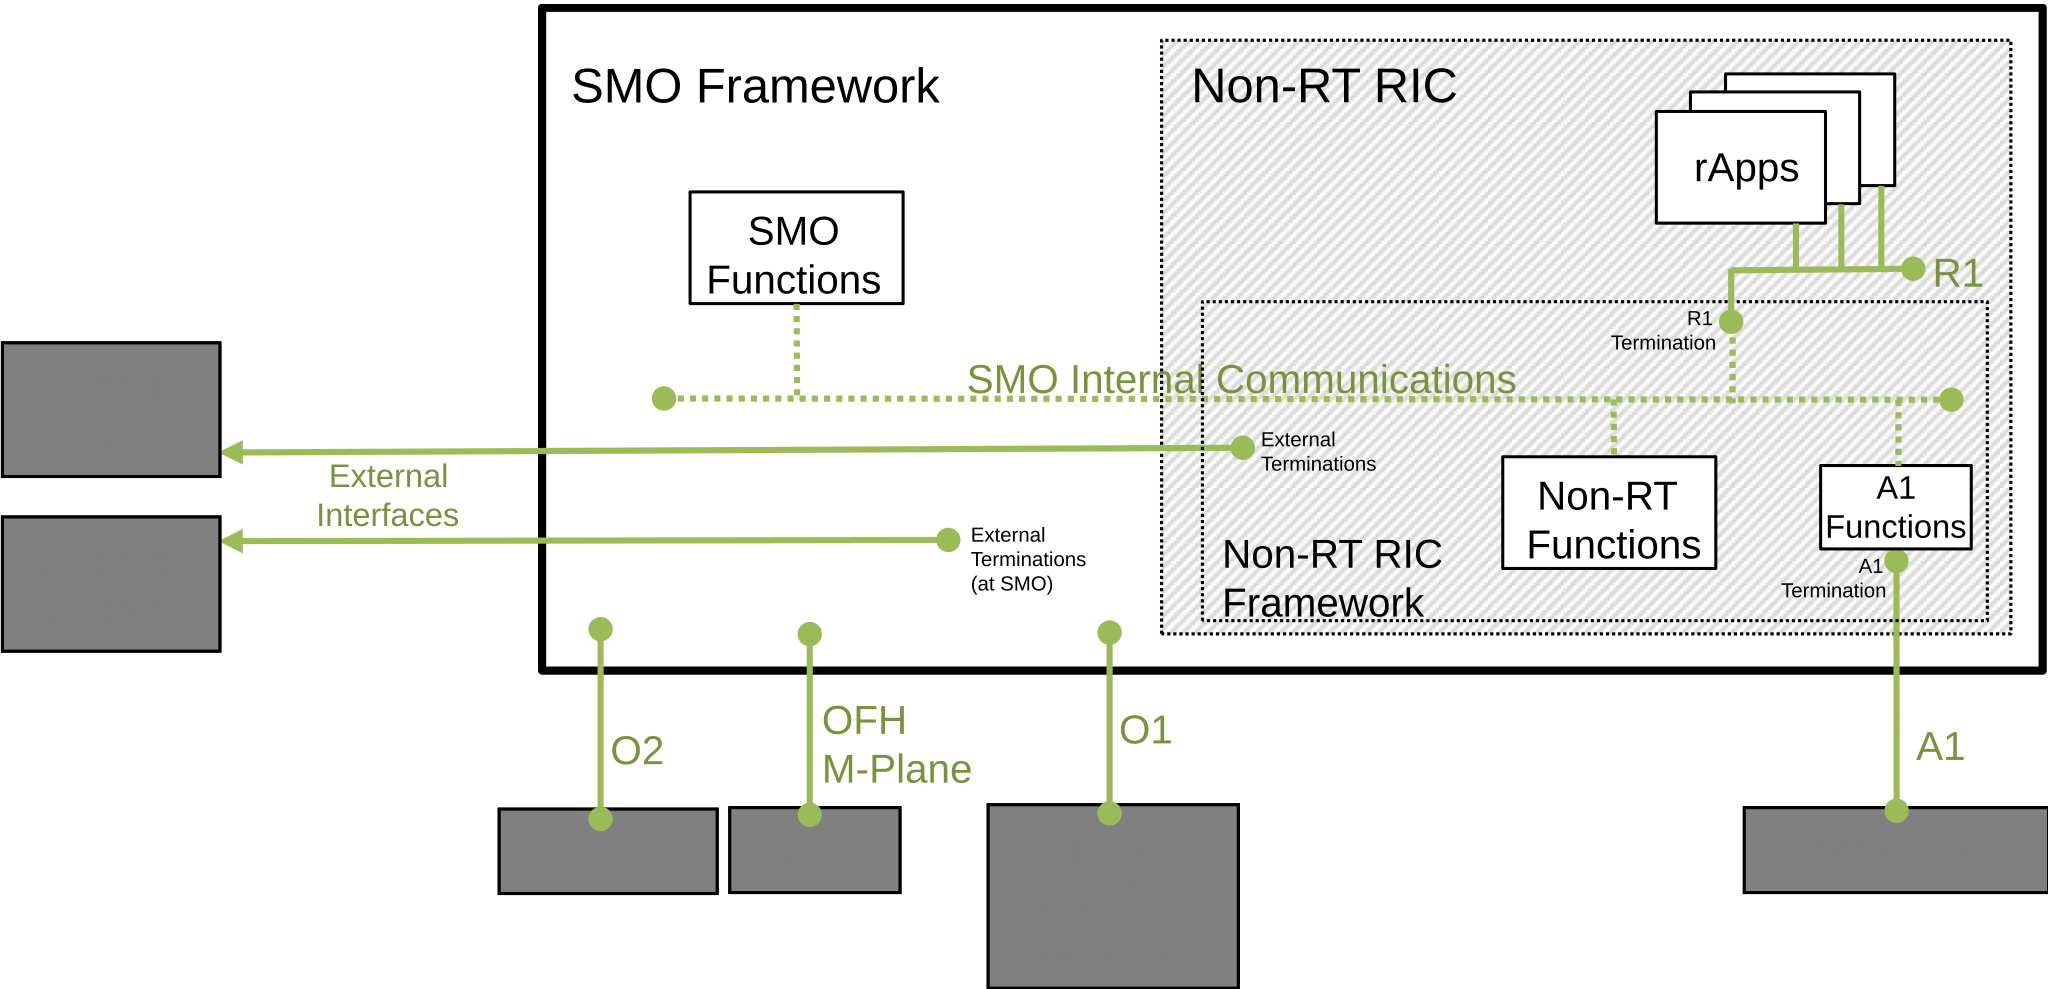 SMO Framework
Non-RT RIC
rApps
SMO
Functions
R1
R1
Termination
SMO Internal Communications
External
Terminations
External
Interfaces
Non-RT
Functions
A1
Functions
External
Terminations
(at SMO)
Non-RT RIC
Framework
A1
Termination
O2
OFH
M-Plane
O1
A1